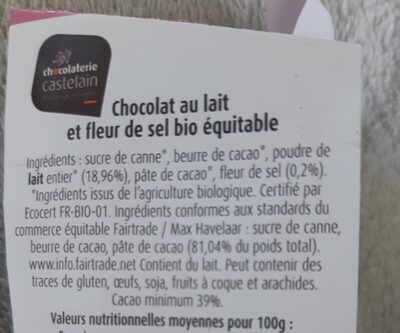 chocolaterie
castelain
Chocolat au lait
et fleur de sel bio équitable
Ingrédients : sucre de canne*, beurre de cacao*, poudre de
lait entier* (18,96%), pâte de cacao*, fleur de sel (0,2%).
*Ingrédients issus de l'agriculture biologique. Certifié par
Ecocert FR-BIO-01. Ingrédients conformes aux standards du
commerce équitable Fairtrade / Max Havelaar : sucre de canne,
beurre de cacao, pâte de cacao (81,04% du poids total).
www.info.fairtrade.net Contient du lait. Peut contenir des
traces de gluten, œufs, soja, fruits à coque et arachides.
Cacao minimum 39%.
Valeurs nutritionnelles moyennes pour 100g :